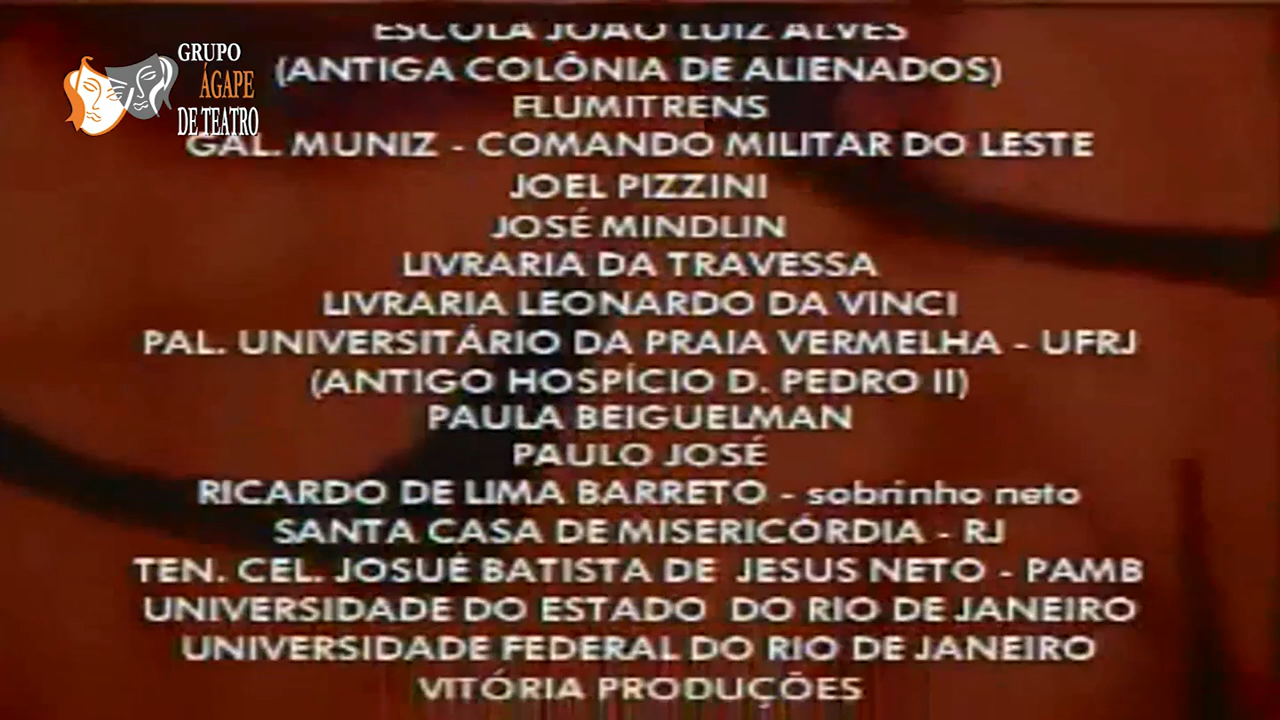 GRUPO
ÁGAPE
DE TEATRO
ESCOLA JOÃO LUIZ ALVES
(ANTIGA COLÔNIA DE ALIENADOS)
FLUMITRENS
GAL. MUNIZ - COMANDO MILITAR DO LESTE
JOEL PIZZINI
JOSÉ MINDLIN
LIVRARIA DA TRAVESSA
LIVRARIA LEONARDO DA VINCI
PAL. UNIVERSITÁRIO DA PRAIA VERMELHA - UFRJ
(ANTIGO HOSPÍCIO D. PEDRO II)
PAULA BEIGUELMAN
PAULO JOSÉ
RICARDO DE LIMA BARRETO - sobrinho neto
SANTA CASA DE MISERICÓRDIA - RJ
TEN. CEL. JOSUÉ BATISTA DE JESUS NETO - PAMB
UNIVERSIDADE DO ESTADO DO RIO DE JANEIRO
UNIVERSIDADE FEDERAL DO RIO DE JANEIRO
VITÓRIA PRODUÇÕES